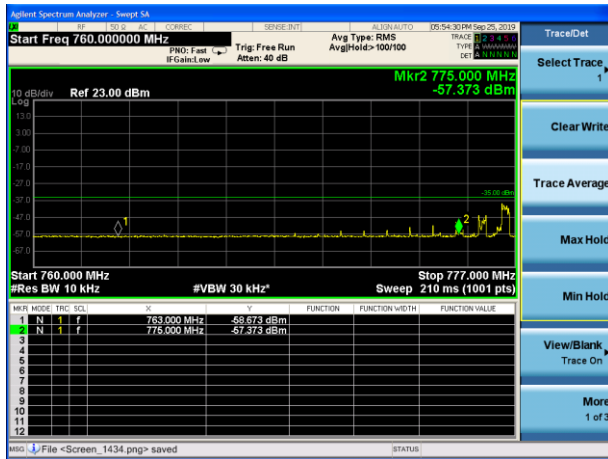 Agilent Spectrum Analyzer - Swept SA
RF 50 Ω AC CORREC SENSE:INT ALIGN AUTO 05:54:30 PM Sep 25, 2019
Start Freq 760.000000 MHz
PNO: Fast
IFGain:Low
Trig: Free Run
Atten: 40 dB
Avg Type: RMS
Avg|Hold:>100/100
TRACE 1 2 3 4 5 6
TYPE A WWWWW
DET A N N N N N
Mkr2 775.000 MHz
-57.373 dBm
10 dB/div Ref 23.00 dBm
Log
13.0
3.00
-7.00
-17.0
-27.0
-35.00 dBm
-37.0
-47.0
-57.0
-67.0
1
2
Start 760.000 MHz Stop 777.000 MHz
#Res BW 10 kHz #VBW 30 kHz* Sweep 210 ms (1001 pts)
MKR MODE TRC SCL X Y FUNCTION FUNCTION WIDTH FUNCTION VALUE
1 N 1 f 763.000 MHz -58.673 dBm
2 N 1 f 775.000 MHz -57.373 dBm
3
4
5
6
7
8
9
10
11
12
MSG File <Screen_1434.png> saved STATUS
Trace/Det
Select Trace
1
Clear Write
Trace Average
Max Hold
Min Hold
View/Blank
Trace On
More
1 of 3